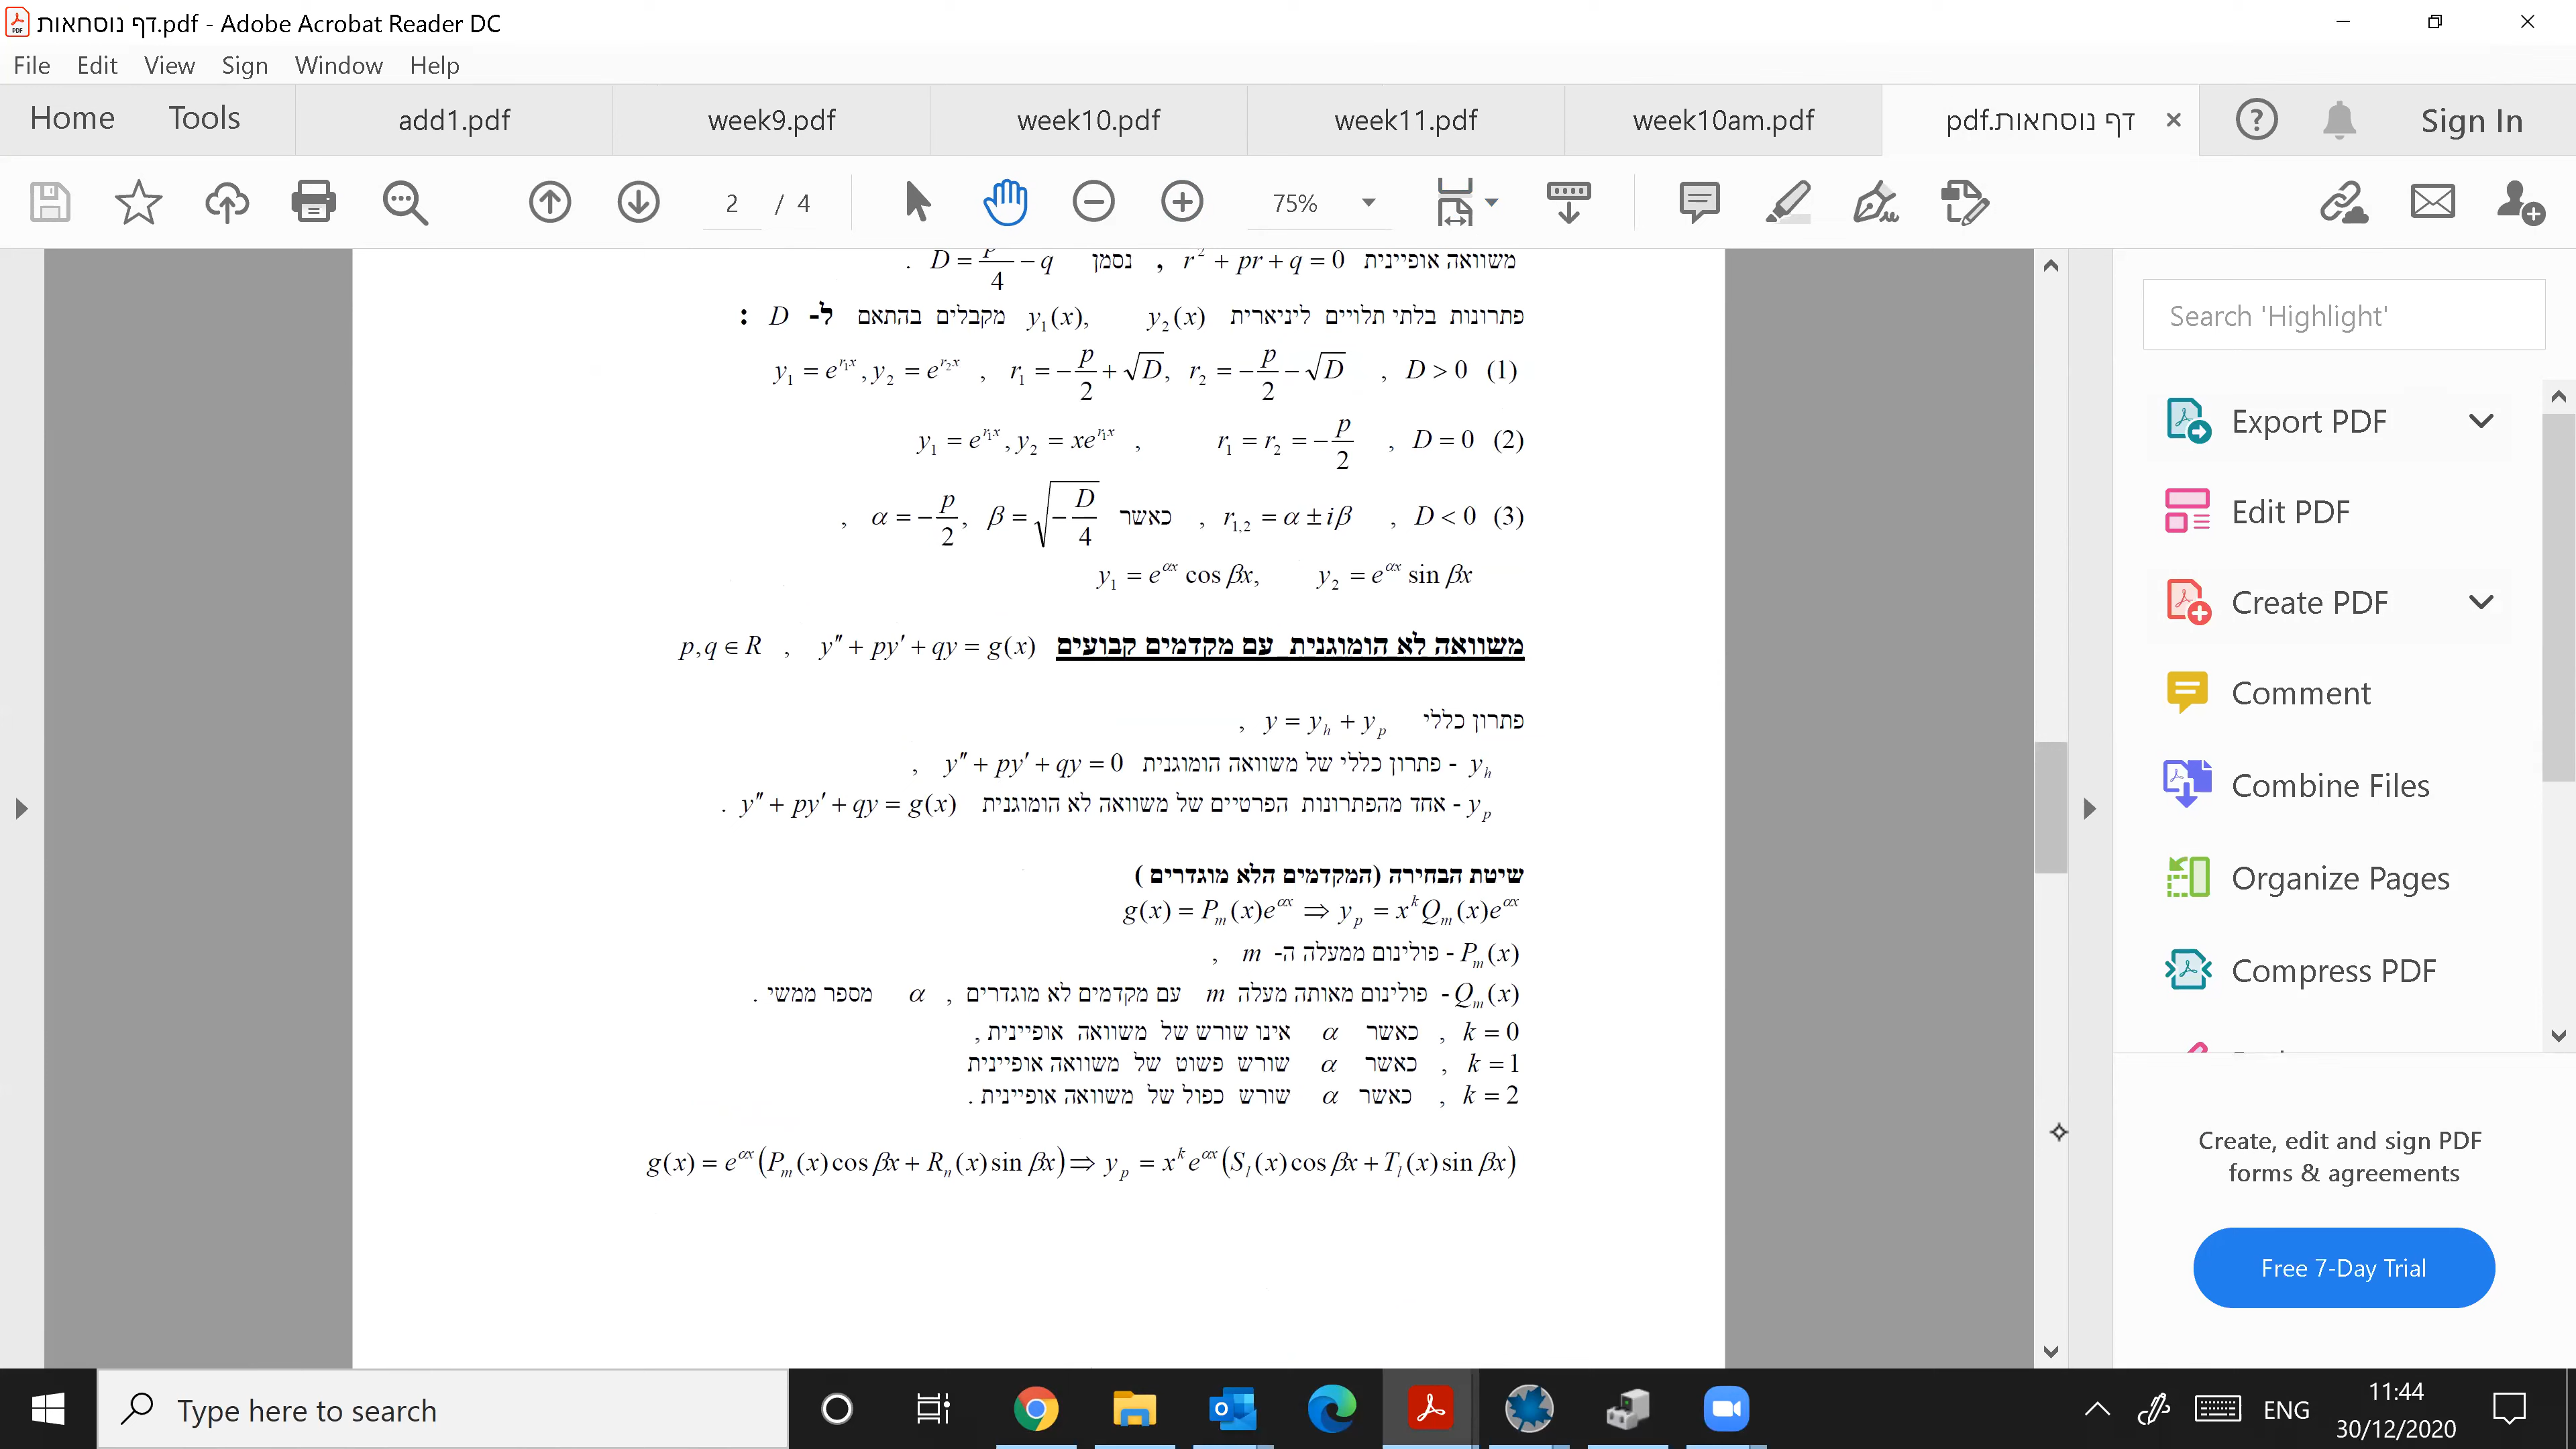 דף נוסחאות.pdf - Adobe Acrobat Reader DC
File Edit View Sign Window Help
Home Tools add1.pdf week9.pdf week10.pdf week11.pdf week10am.pdf דף נוסחאות.pdf Sign In
2 / 4 75%
משוואה אופיינית r² + pr + q = 0 , נסמן D = p/4 − q .
פתרונות בלתי תלויים ליניארית y₁(x), y₂(x) מקבלים בהתאם ל- D :
(1) D > 0 , r₁ = −p/2 + √D, r₂ = −p/2 − √D , y₁ = e^{r₁x}, y₂ = e^{r₂x}
(2) D = 0 , r₁ = r₂ = −p/2 , y₁ = e^{r₁x}, y₂ = xe^{r₁x}
(3) D < 0 , r₁,₂ = α ± iβ , כאשר α = −p/2, β = √(−D/4) ,
y₁ = e^{αx} cos βx, y₂ = e^{αx} sin βx
משוואה לא הומוגנית עם מקדמים קבועים y″ + py′ + qy = g(x) , p,q ∈ R
פתרון כללי y = y_h + y_p ,
y_h - פתרון כללי של משוואה הומוגנית y″ + py′ + qy = 0 ,
y_p - אחד מהפתרונות הפרטיים של משוואה לא הומוגנית y″ + py′ + qy = g(x) .
שיטת הבחירה (המקדמים הלא מוגדרים )
g(x) = P_m(x)e^{αx} ⇒ y_p = x^k Q_m(x)e^{αx}
P_m(x) - פולינום ממעלה ה- m ,
Q_m(x) - פולינום מאותה מעלה m עם מקדמים לא מוגדרים , α מספר ממשי .
k = 0 , כאשר α אינו שורש של משוואה אופיינית,
k = 1 , כאשר α שורש פשוט של משוואה אופיינית
k = 2 , כאשר α שורש כפול של משוואה אופיינית .
g(x) = e^{αx}(P_m(x)cos βx + R_n(x)sin βx) ⇒ y_p = x^k e^{αx}(S_l(x)cos βx + T_l(x)sin βx)
Search 'Highlight'
Export PDF
Edit PDF
Create PDF
Comment
Combine Files
Organize Pages
Compress PDF
Create, edit and sign PDF
forms & agreements
Free 7-Day Trial
Type here to search
ENG
11:44
30/12/2020